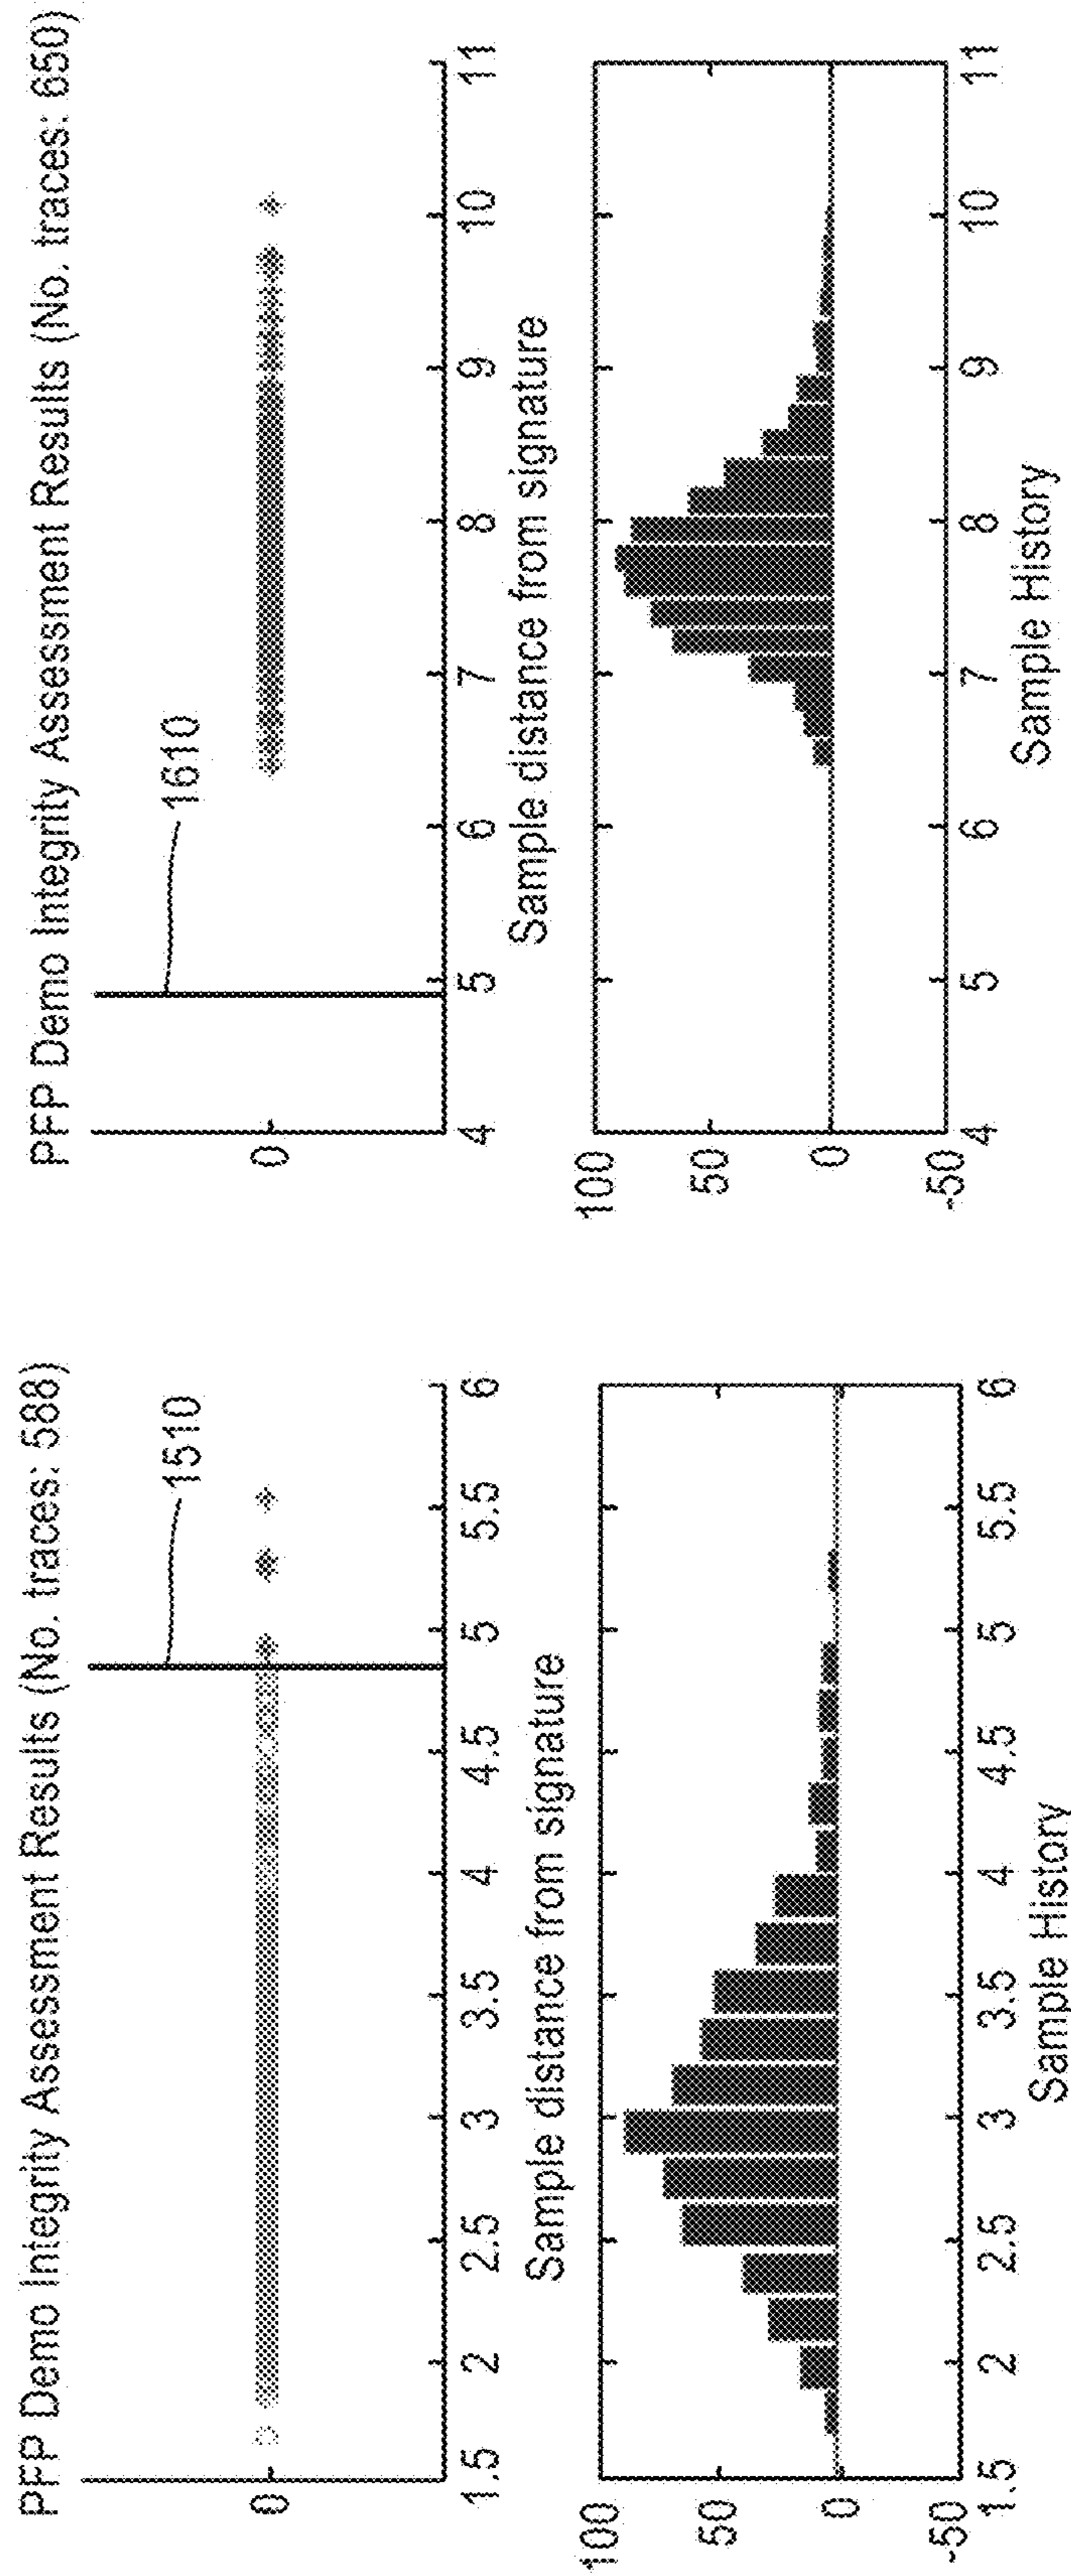 PFP Demo Integrity Assessment Results (No. traces: 588)
1510
0
1.5 2 2.5 3 3.5 4 4.5 5 5.5 6
Sample distance from signature
100
50
0
-50
1.5 2 2.5 3 3.5 4 4.5 5 5.5 6
Sample History
PFP Demo Integrity Assessment Results (No. traces: 650)
1610
0
4 5 6 7 8 9 10 11
Sample distance from signature
100
50
0
-50
4 5 6 7 8 9 10 11
Sample History